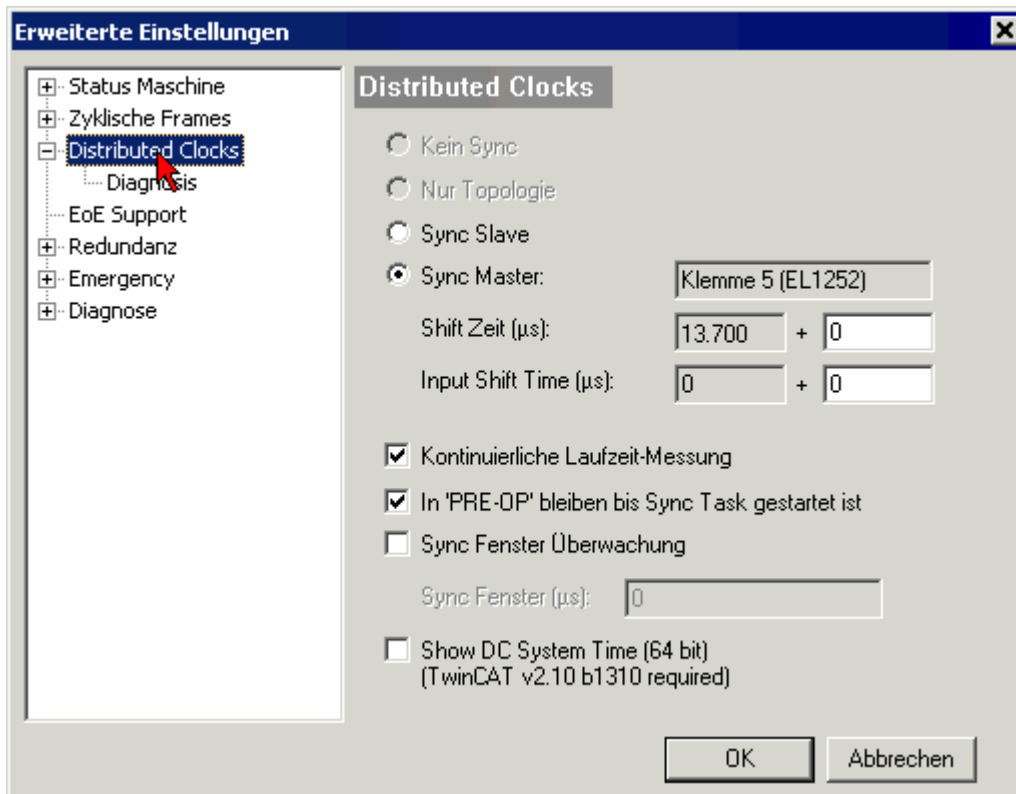 Erweiterte Einstellungen
Status Maschine
Zyklische Frames
Distributed Clocks
Diagnosis
EoE Support
Redundanz
Emergency
Diagnose
Distributed Clocks
Kein Sync
Nur Topologie
Sync Slave
Sync Master: Klemme 5 (EL1252)
Shift Zeit (µs): 13.700 + 0
Input Shift Time (µs): 0 + 0
Kontinuierliche Laufzeit-Messung
In 'PRE-OP' bleiben bis Sync Task gestartet ist
Sync Fenster Überwachung
Sync Fenster (µs): 0
Show DC System Time (64 bit)
(TwinCAT v2.10 b1310 required)
OK Abbrechen